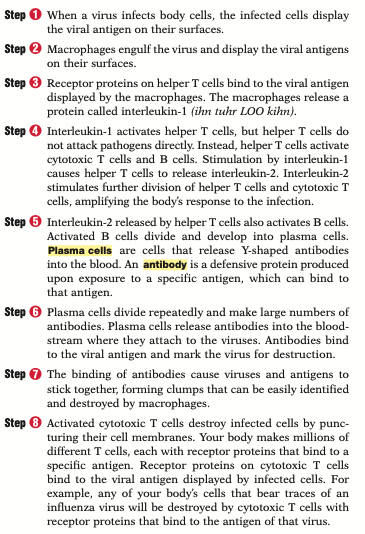 Step 1 When a virus infects body cells, the infected cells display
the viral antigen on their surfaces.
Step 2 Macrophages engulf the virus and display the viral antigens
on their surfaces.
Step 3 Receptor proteins on helper T cells bind to the viral antigen
displayed by the macrophages. The macrophages release a
protein called interleukin-1 (ihn tuhr LOO kihn).
Step 4 Interleukin-1 activates helper T cells, but helper T cells do
not attack pathogens directly. Instead, helper T cells activate
cytotoxic T cells and B cells. Stimulation by interleukin-1
causes helper T cells to release interleukin-2. Interleukin-2
stimulates further division of helper T cells and cytotoxic T
cells, amplifying the body's response to the infection.
Step 5 Interleukin-2 released by helper T cells also activates B cells.
Activated B cells divide and develop into plasma cells.
Plasma cells are cells that release Y-shaped antibodies
into the blood. An antibody is a defensive protein produced
upon exposure to a specific antigen, which can bind to
that antigen.
Step 6 Plasma cells divide repeatedly and make large numbers of
antibodies. Plasma cells release antibodies into the blood-
stream where they attach to the viruses. Antibodies bind
to the viral antigen and mark the virus for destruction.
Step 7 The binding of antibodies cause viruses and antigens to
stick together, forming clumps that can be easily identified
and destroyed by macrophages.
Step 8 Activated cytotoxic T cells destroy infected cells by punc-
turing their cell membranes. Your body makes millions of
different T cells, each with receptor proteins that bind to a
specific antigen. Receptor proteins on cytotoxic T cells
bind to the viral antigen displayed by infected cells. For
example, any of your body's cells that bear traces of an
influenza virus will be destroyed by cytotoxic T cells with
receptor proteins that bind to the antigen of that virus.